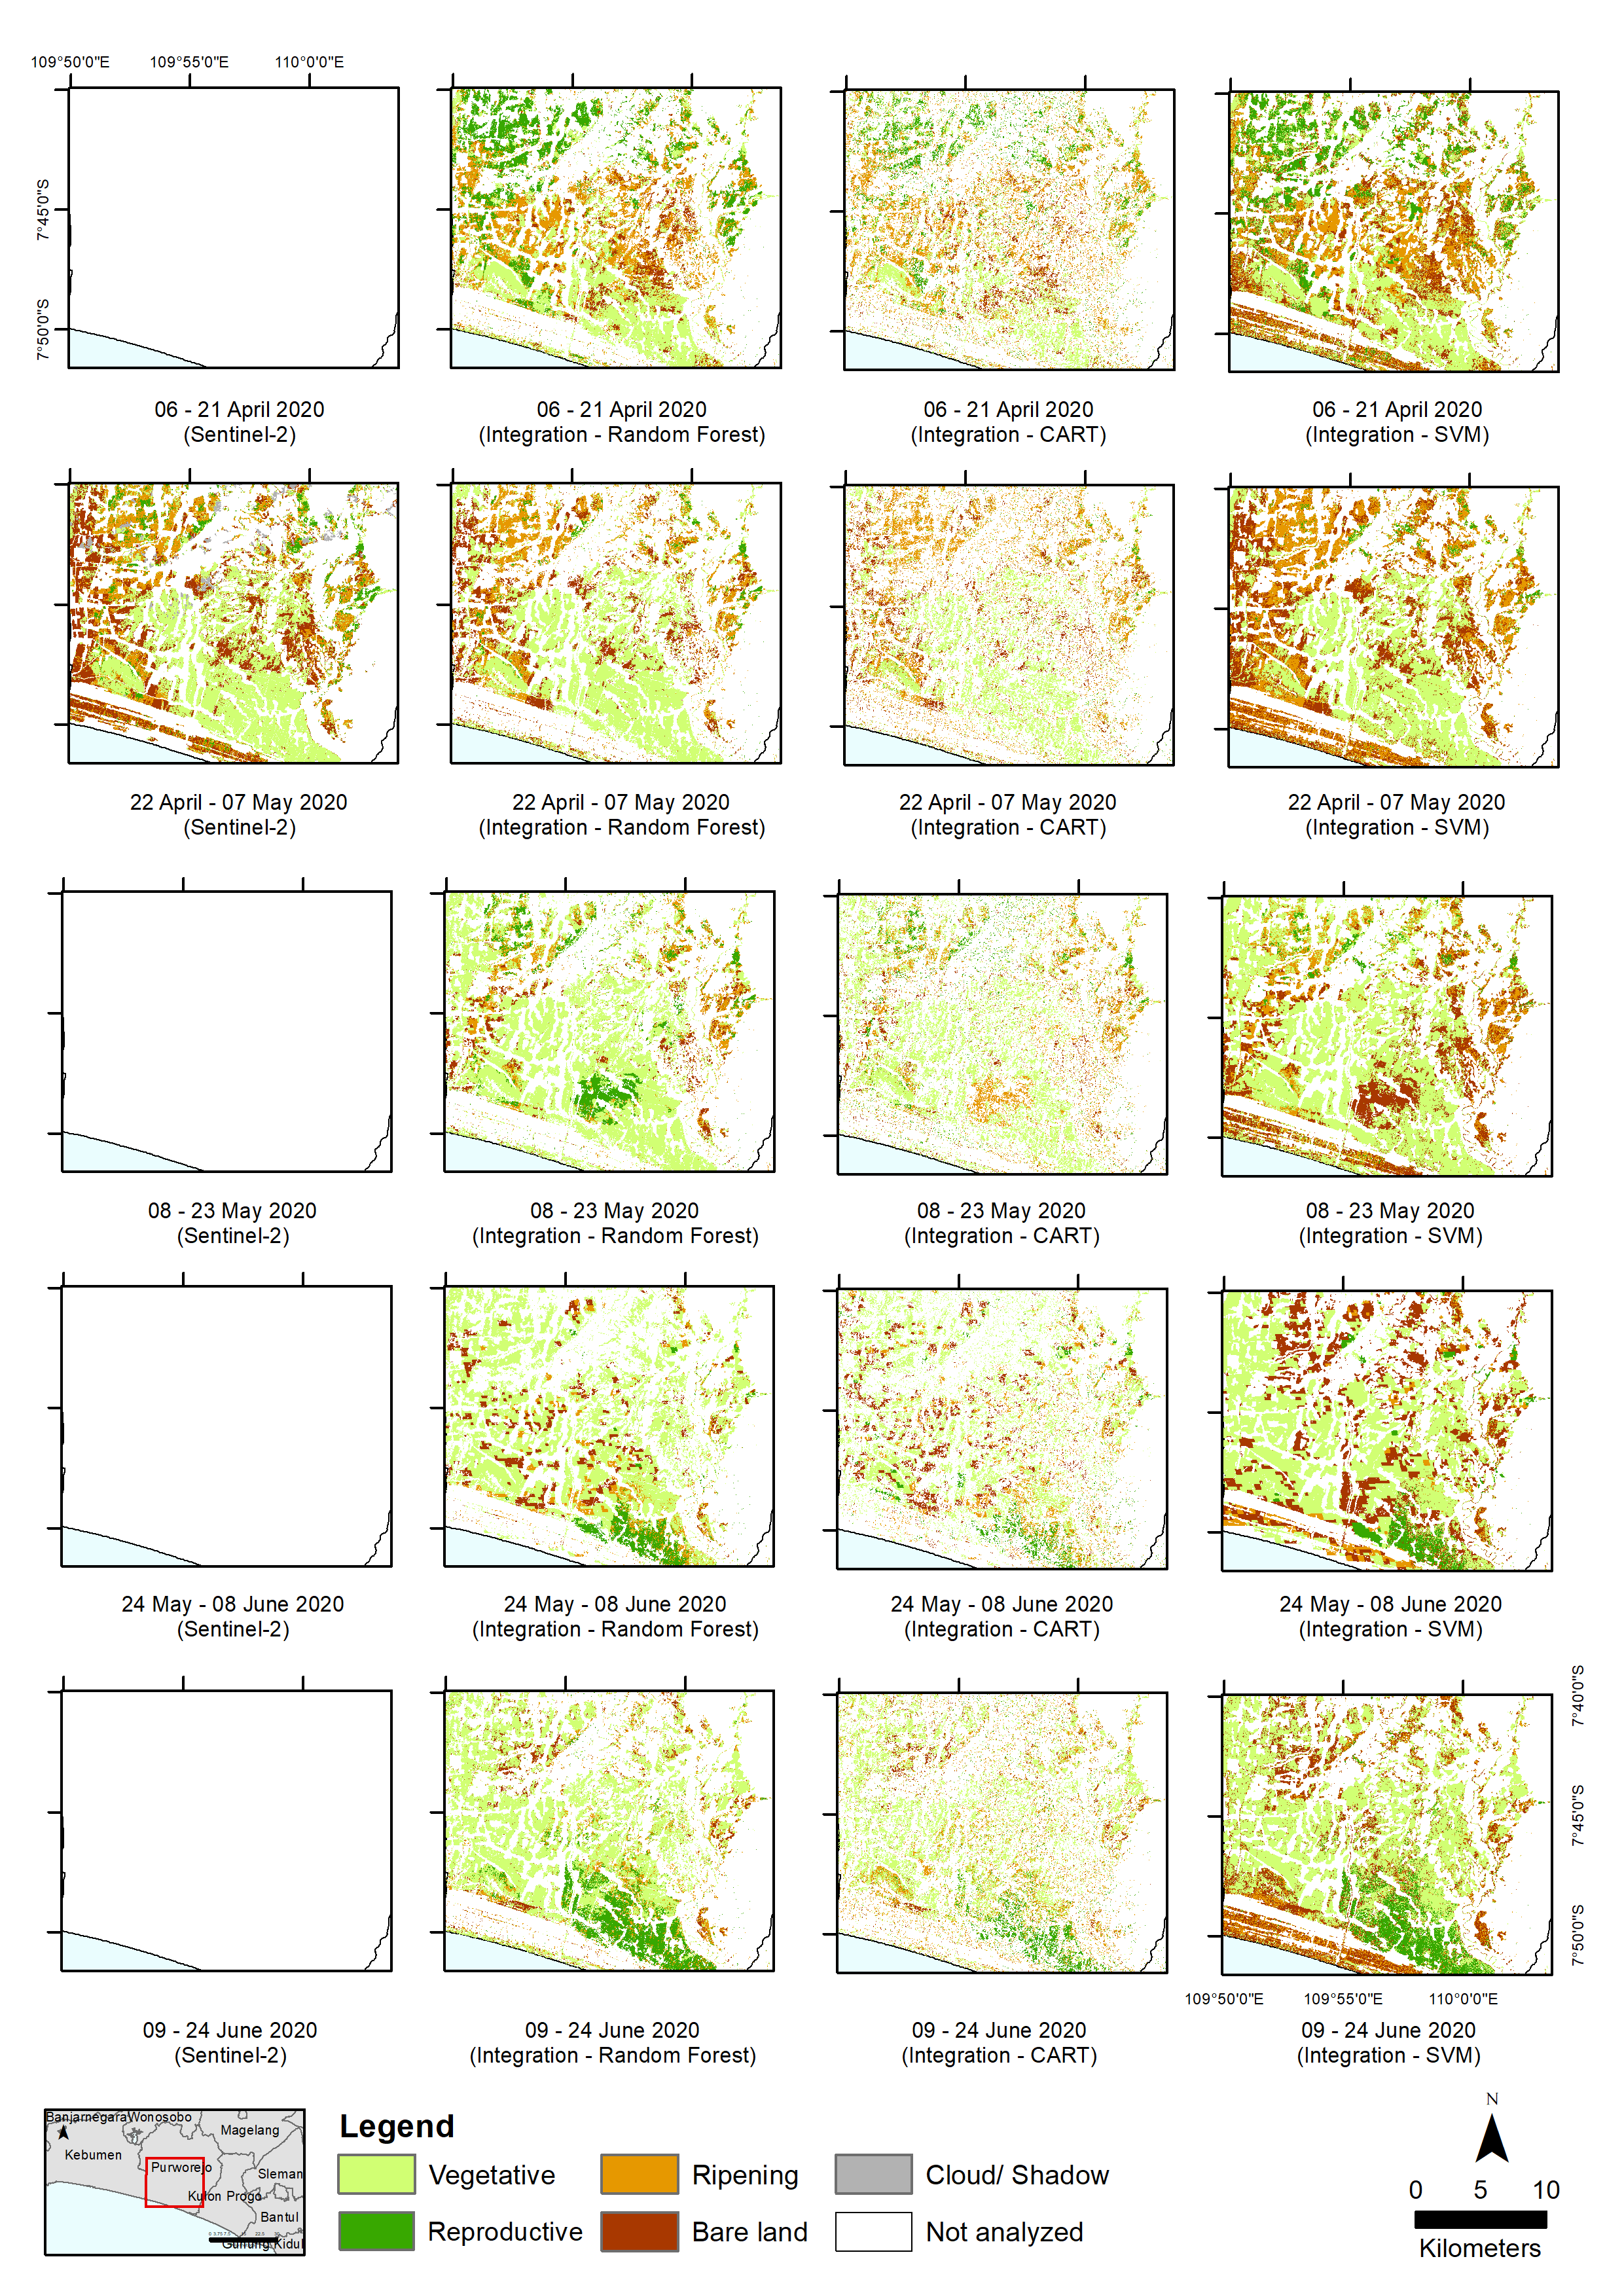 109°50'0"E 109°55'0"E 110°0'0"E
7°45'0"S
7°50'0"S
06 - 21 April 2020
(Sentinel-2)
06 - 21 April 2020
(Integration - Random Forest)
06 - 21 April 2020
(Integration - CART)
06 - 21 April 2020
(Integration - SVM)
22 April - 07 May 2020
(Sentinel-2)
22 April - 07 May 2020
(Integration - Random Forest)
22 April - 07 May 2020
(Integration - CART)
22 April - 07 May 2020
(Integration - SVM)
08 - 23 May 2020
(Sentinel-2)
08 - 23 May 2020
(Integration - Random Forest)
08 - 23 May 2020
(Integration - CART)
08 - 23 May 2020
(Integration - SVM)
24 May - 08 June 2020
(Sentinel-2)
24 May - 08 June 2020
(Integration - Random Forest)
24 May - 08 June 2020
(Integration - CART)
24 May - 08 June 2020
(Integration - SVM)
7°40'0"S
7°45'0"S
7°50'0"S
109°50'0"E 109°55'0"E 110°0'0"E
09 - 24 June 2020
(Sentinel-2)
09 - 24 June 2020
(Integration - Random Forest)
09 - 24 June 2020
(Integration - CART)
09 - 24 June 2020
(Integration - SVM)
Banjarnegara Wonosobo
Magelang
Kebumen
Purworejo
Sleman
Kulon Progo
Bantul
Gunung Kidul
Legend
Vegetative
Ripening
Cloud/ Shadow
Reproductive
Bare land
Not analyzed
N
0 5 10
Kilometers